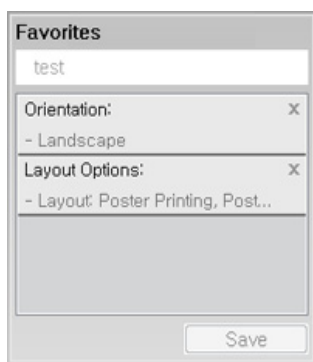 Favorites
test
Orientation: X
- Landscape
Layout Options: X
- Layout: Poster Printing, Post...
Save